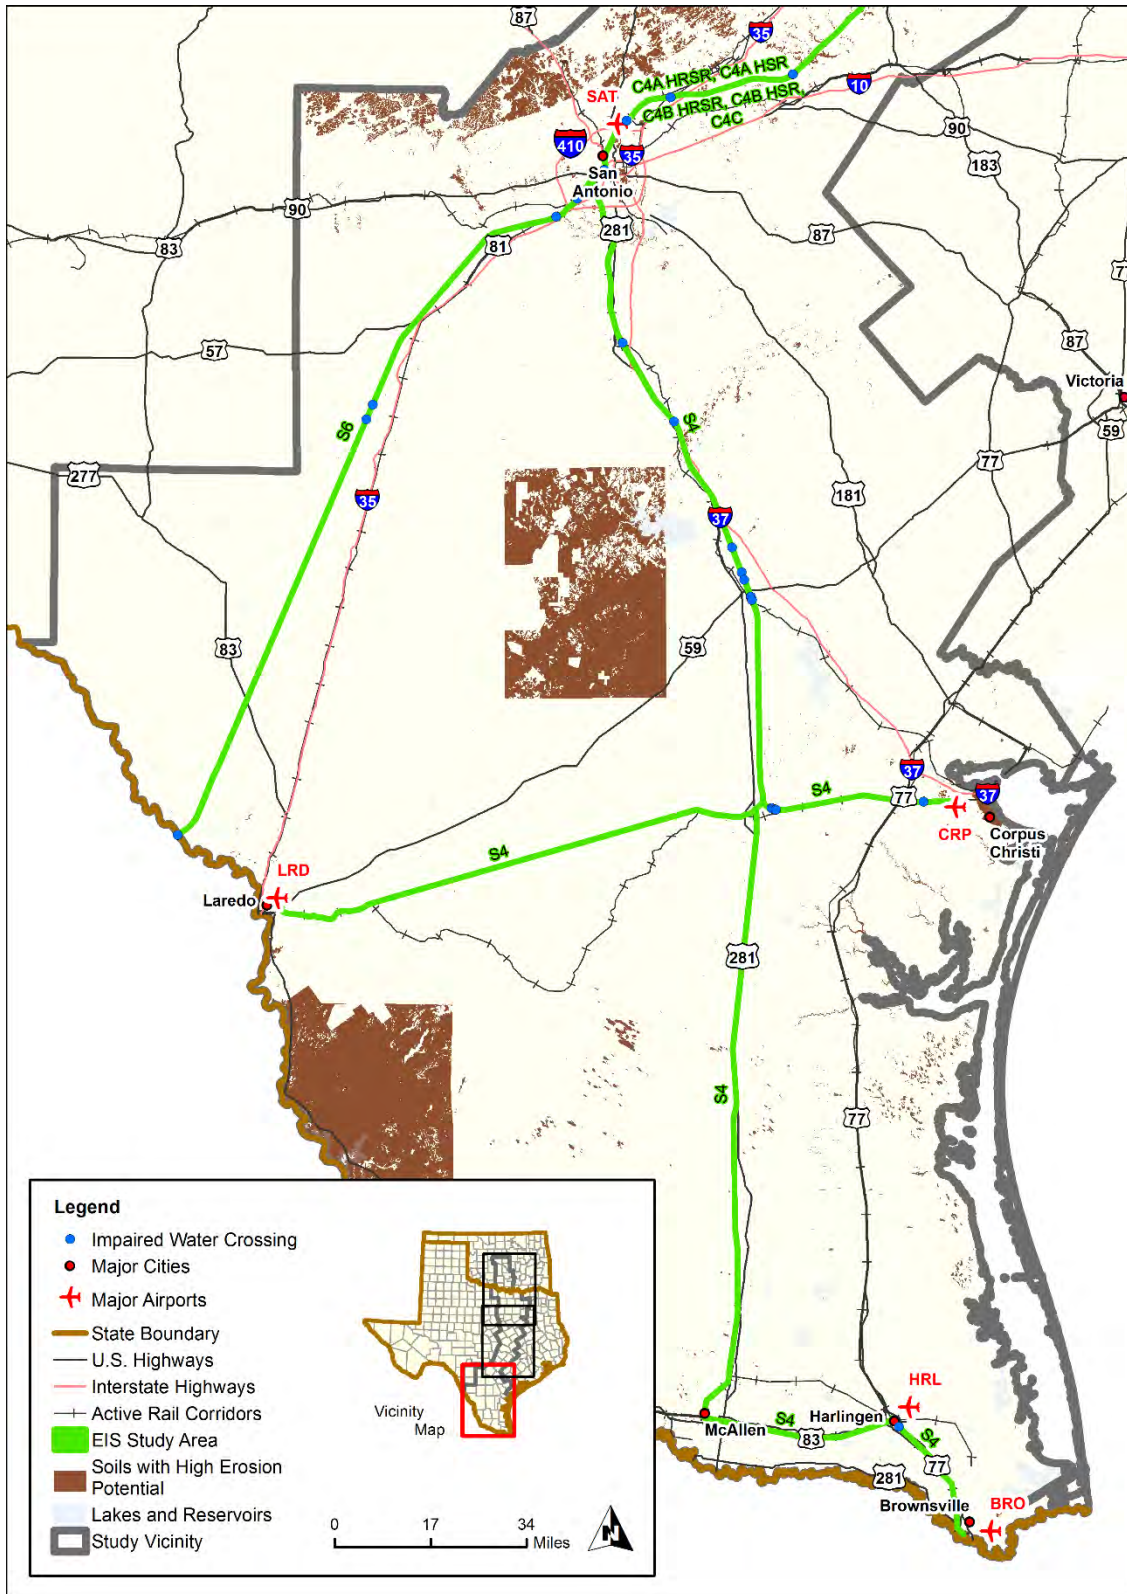 87
35
C4A HRSR, C4A HSR
SAT
10
C4B HRSR, C4B HSR,
C4C
90
410
35
183
San
Antonio
90
83
281
87
81
77
57
87
Victoria
S6
S4
59
277
77
35
181
37
83
59
37
S4
77
37
CRP
Corpus
Christi
S4
LRD
Laredo
281
S4
77
Legend
Impaired Water Crossing
Major Cities
Major Airports
State Boundary
U.S. Highways
Interstate Highways
Active Rail Corridors
EIS Study Area
Soils with High Erosion
Potential
Lakes and Reservoirs
Study Vicinity
Vicinity
Map
0 17 34
Miles
N
HRL
S4
Harlingen
McAllen
83
S4
77
281
Brownsville
BRO